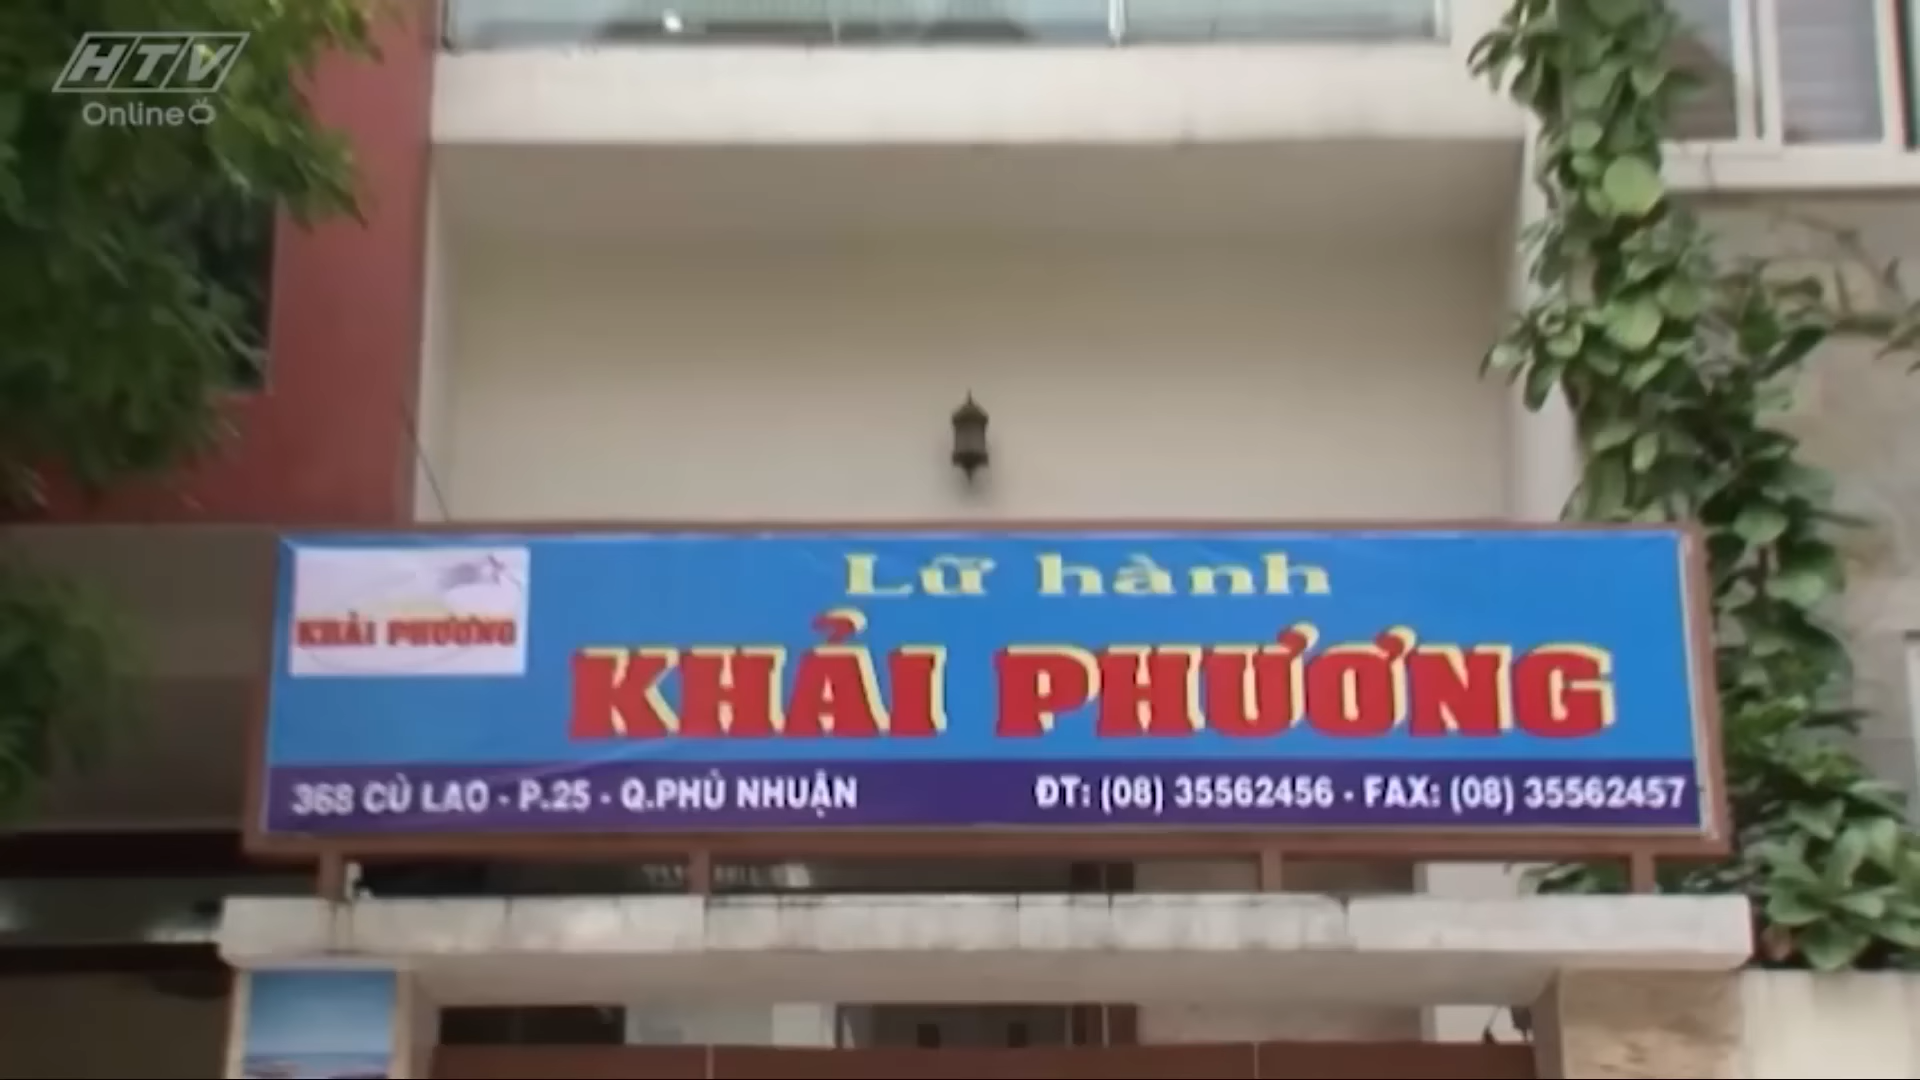 HTV
Online
Lữ hành
KHẢI PHƯƠNG
KHẢI PHƯƠNG
368 CÙ LAO - P.25 - Q.PHÚ NHUẬN
ĐT: (08) 35562456 - FAX: (08) 35562457